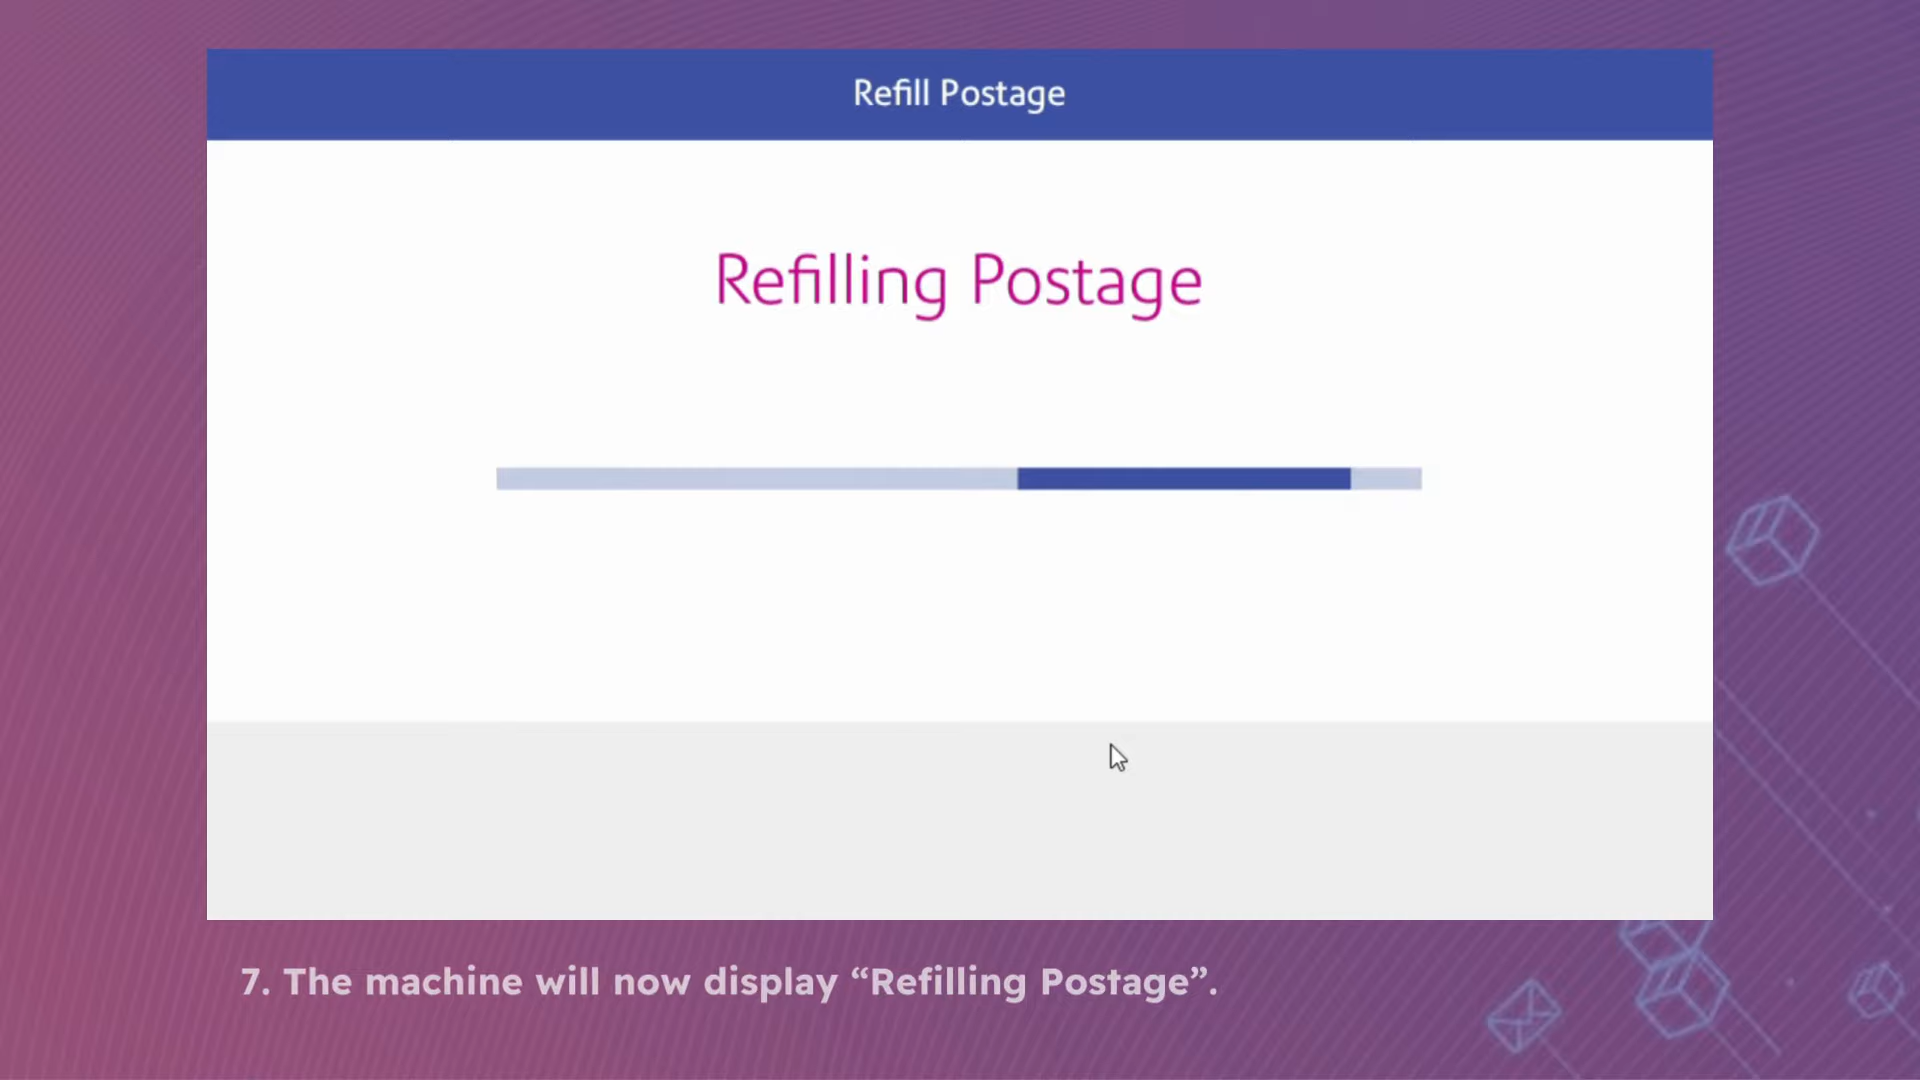 Refill Postage
Refilling Postage
7. The machine will now display “Refilling Postage”.